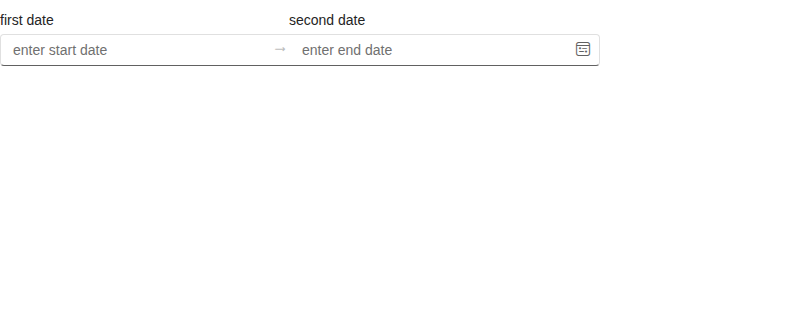 first date second date
enter start date → enter end date